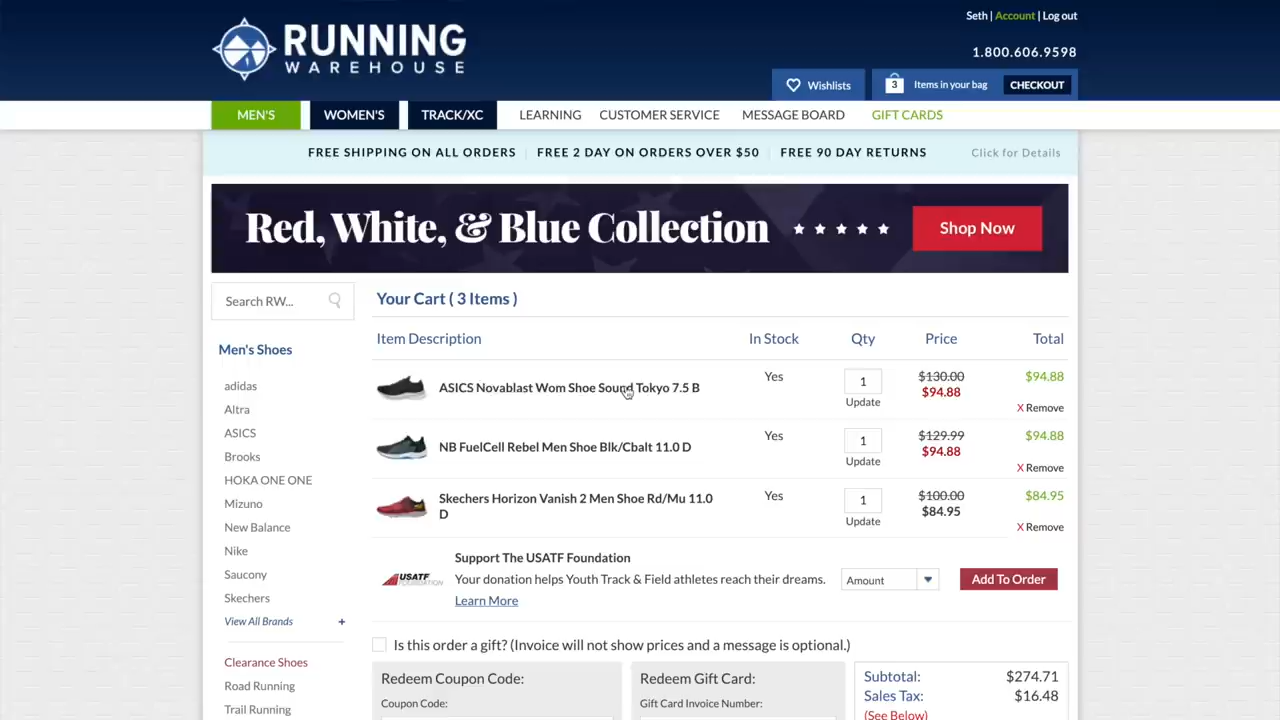 RUNNING
WAREHOUSE
Seth | Account | Log out
1.800.606.9598
Wishlists
3 Items in your bag CHECKOUT
MEN'S WOMEN'S TRACK/XC LEARNING CUSTOMER SERVICE MESSAGE BOARD GIFT CARDS
FREE SHIPPING ON ALL ORDERS FREE 2 DAY ON ORDERS OVER $50 FREE 90 DAY RETURNS Click for Details
Red, White, & Blue Collection Shop Now
Search RW...
Men's Shoes
adidas
Altra
ASICS
Brooks
HOKA ONE ONE
Mizuno
New Balance
Nike
Saucony
Skechers
View All Brands +
Clearance Shoes
Road Running
Trail Running
Your Cart ( 3 Items )
Item Description In Stock Qty Price Total
ASICS Novablast Wom Shoe Sound Tokyo 7.5 B Yes 1 $130.00 $94.88
Update $94.88 X Remove
NB FuelCell Rebel Men Shoe Blk/Cbalt 11.0 D Yes 1 $129.99 $94.88
Update $94.88 X Remove
Skechers Horizon Vanish 2 Men Shoe Rd/Mu 11.0 Yes 1 $100.00 $84.95
D Update $84.95 X Remove
USATF
FOUNDATION
Support The USATF Foundation
Your donation helps Youth Track & Field athletes reach their dreams. Amount Add To Order
Learn More
Is this order a gift? (Invoice will not show prices and a message is optional.)
Redeem Coupon Code:
Coupon Code:
Redeem Gift Card:
Gift Card Invoice Number:
Subtotal: $274.71
Sales Tax: $16.48
(See Below)